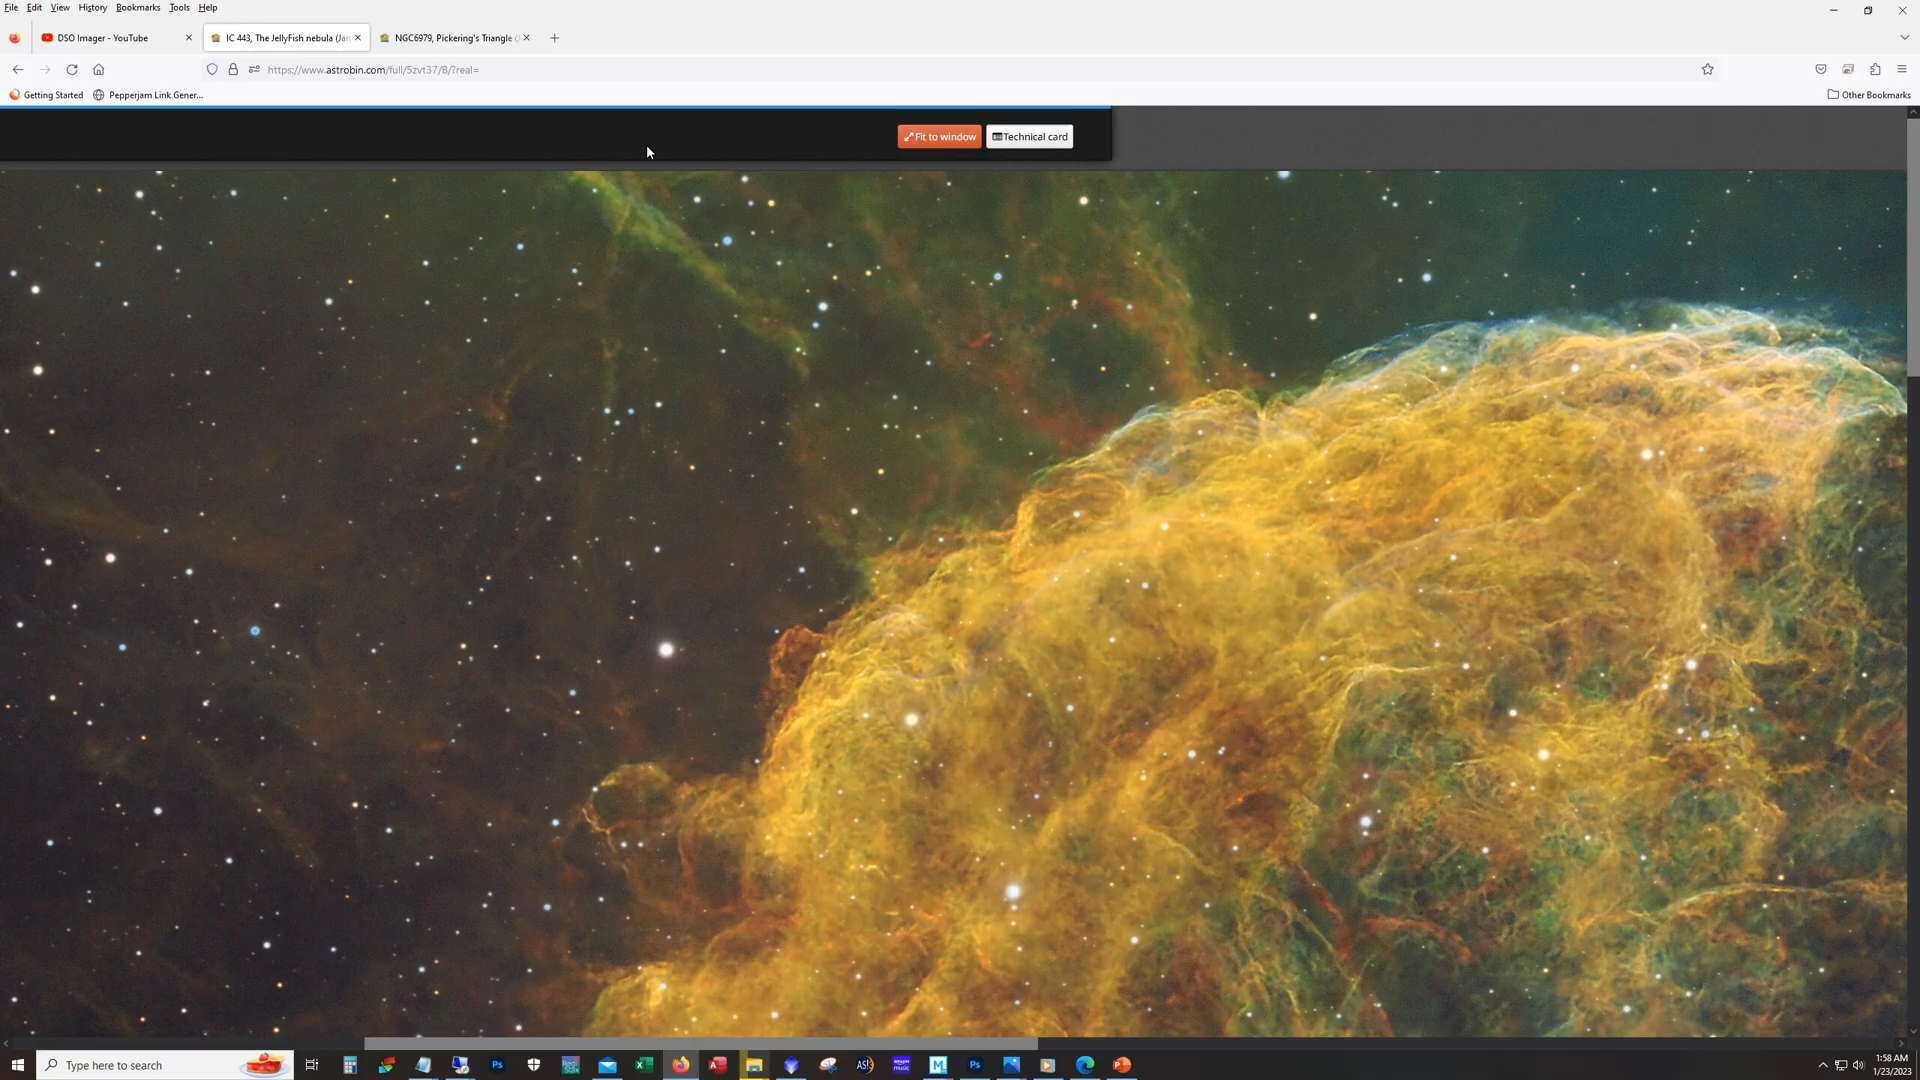 File Edit View History Bookmarks Tools Help
DSO Imager - YouTube
IC 443, The JellyFish nebula (Jan
NGC6979, Pickering's Triangle (
https://www.astrobin.com/full/5zvt37/B/?real=
Getting Started
Pepperjam Link Gener...
Other Bookmarks
Fit to window
Technical card
Type here to search
1:58 AM
1/23/2023